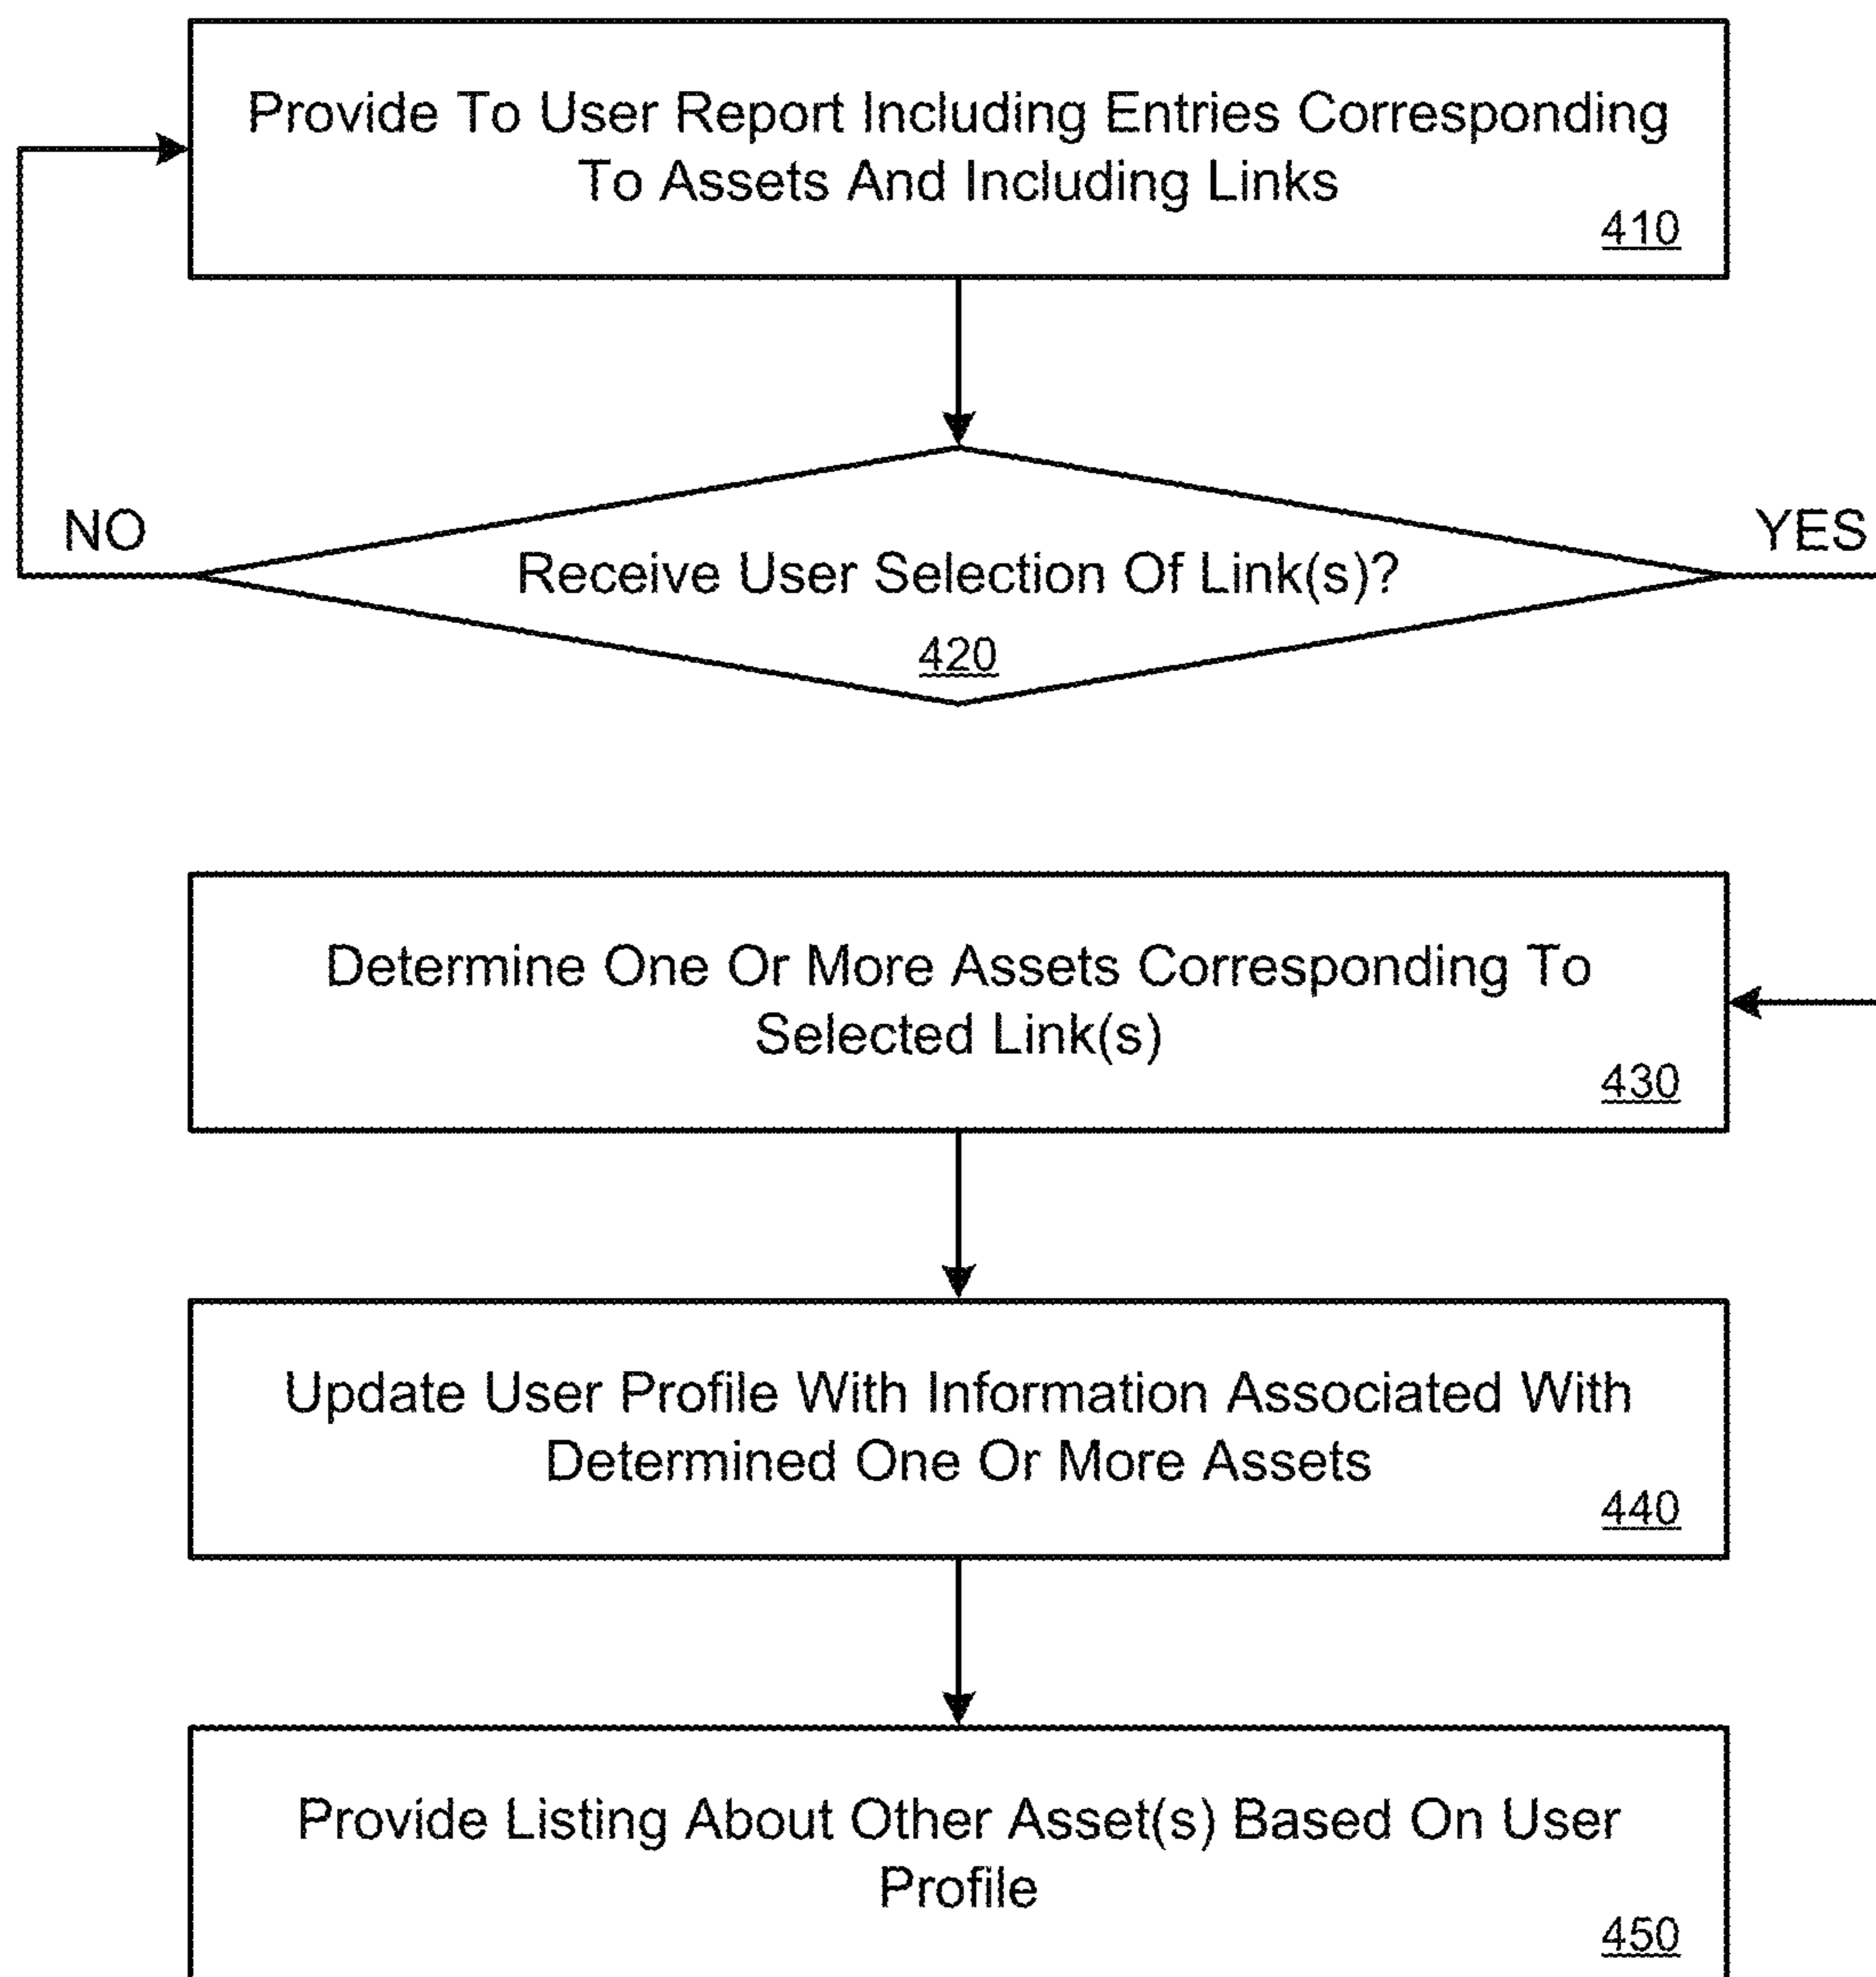 Provide To User Report Including Entries Corresponding
To Assets And Including Links
410
NO
YES
Receive User Selection Of Link(s)?
420
Determine One Or More Assets Corresponding To
Selected Link(s)
430
Update User Profile With Information Associated With
Determined One Or More Assets
440
Provide Listing About Other Asset(s) Based On User
Profile
450